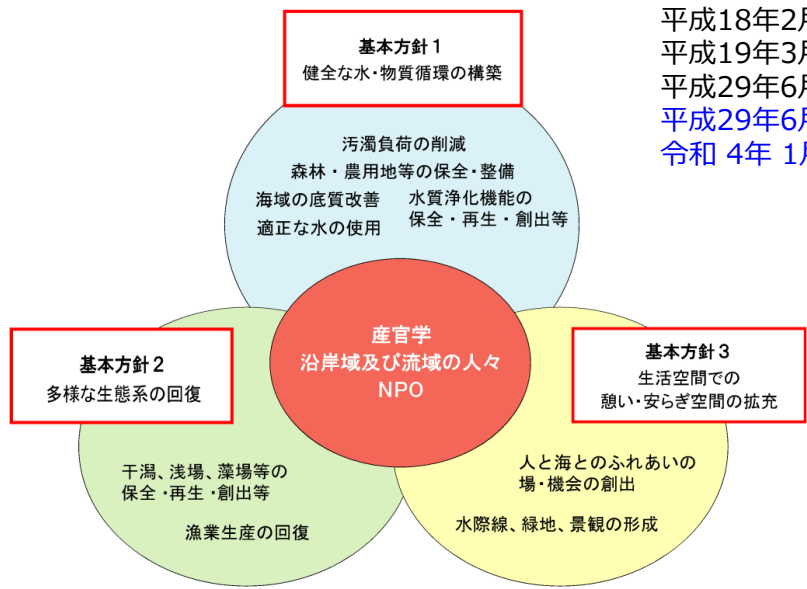 基本方針1
健全な水・物質循環の構築
平成18年2月
平成19年3月
平成29年6月
平成29年6月
令和 4年 1月
汚濁負荷の削減
森林・農用地等の保全・整備
海域の底質改善
適正な水の使用
水質浄化機能の
保全・再生・創出等
産官学
沿岸域及び流域の人々
NPO
基本方針2
多様な生態系の回復
基本方針3
生活空間での
憩い・安らぎ空間の拡充
干潟、浅場、藻場等の
保全・再生・創出等
漁業生産の回復
人と海とのふれあいの
場・機会の創出
水際線、緑地、景観の形成